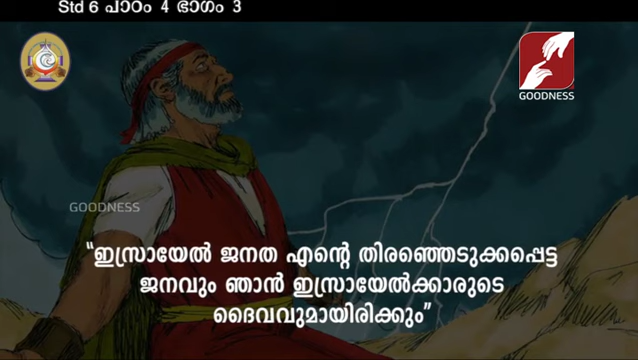 Std 6 പാഠം 4 ഭാഗം 3
GOODNESS
GOODNESS
“ഇസ്രായേൽ ജനത എന്റെ തിരഞ്ഞെടുക്കപ്പെട്ട
ജനവും ഞാൻ ഇസ്രായേൽക്കാരുടെ
ദൈവവുമായിരിക്കും”